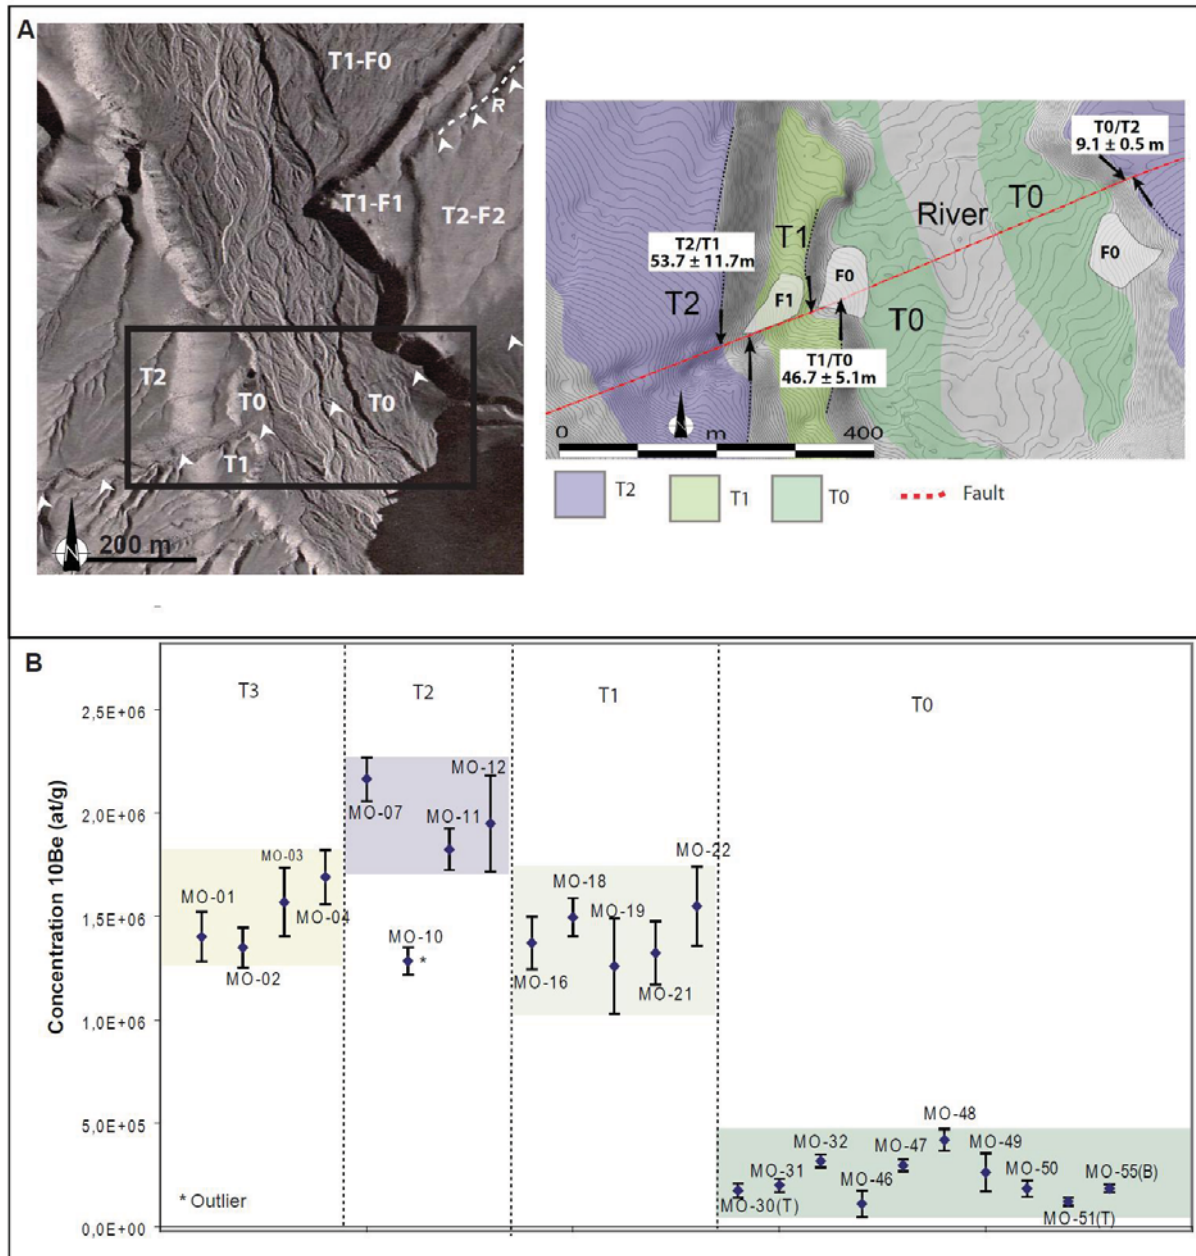 A
T1-F0
R
T1-F1
T2-F2
T2
T0
T0
T1
N
200 m
T0/T2
9.1 ± 0.5 m
T0
River
T2/T1
53.7 ± 11.7m
T1
F0
F0
F1
T2
T0
T1/T0
46.7 ± 5.1m
N
0 m 400
T2
T1
T0
Fault
B
T3
T2
T1
T0
Concentration 10Be (at/g)
2,5E+06
2,0E+06
1,5E+06
1,0E+06
5,0E+05
0,0E+00
MO-01
MO-02
MO-03
MO-04
MO-07
MO-10
*
MO-11
MO-12
MO-16
MO-18
MO-19
MO-21
MO-22
MO-30(T)
MO-31
MO-32
MO-46
MO-47
MO-48
MO-49
MO-50
MO-51(T)
MO-55(B)
* Outlier